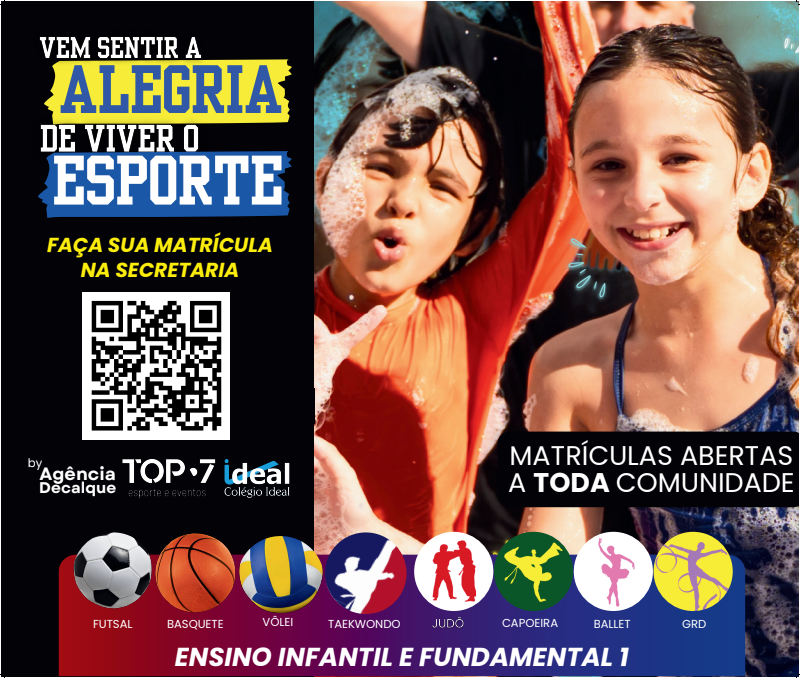 VEM SENTIR A
ALEGRIA
DE VIVER O
ESPORTE
FAÇA SUA MATRÍCULA
NA SECRETARIA
by Agência
Decalque
TOP 7
esporte e eventos
ideal
Colégio Ideal
MATRÍCULAS ABERTAS
A TODA COMUNIDADE
FUTSAL
BASQUETE
VÔLEI
TAEKWONDO
JUDÔ
CAPOEIRA
BALLET
GRD
ENSINO INFANTIL E FUNDAMENTAL 1